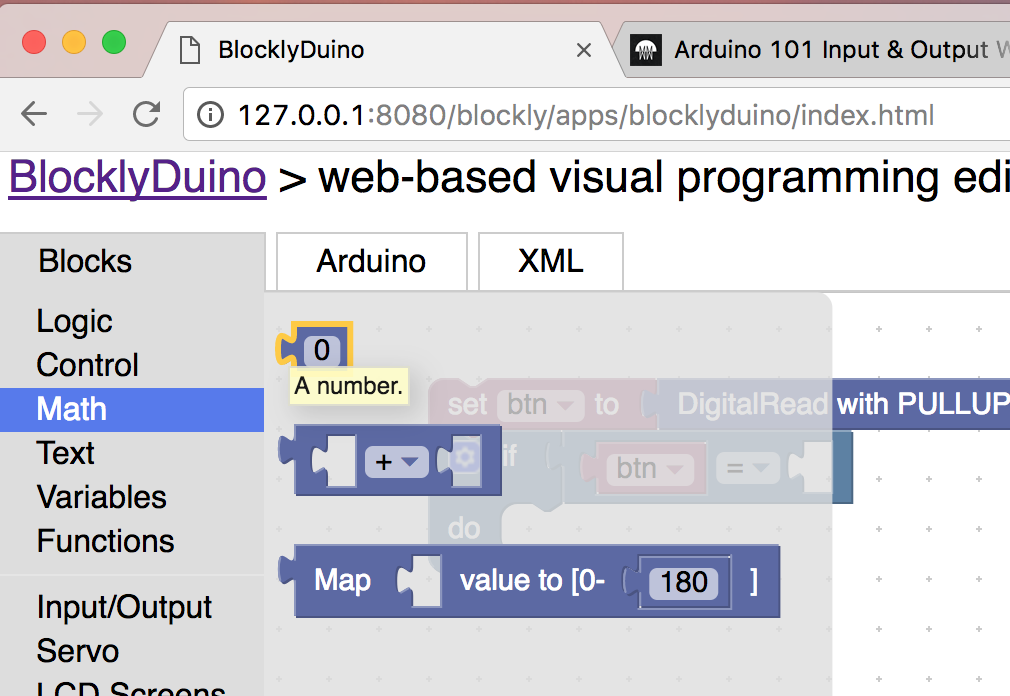 BlocklyDuino
Arduino 101 Input & Output
127.0.0.1:8080/blockly/apps/blocklyduino/index.html
BlocklyDuino > web-based visual programming edi
Blocks
Arduino
XML
Logic
Control
Math
Text
Variables
Functions
Input/Output
Servo
LCD Screens
0
A number.
set btn to DigitalRead with PULLUP
+
if btn =
do
Map value to [0- 180 ]